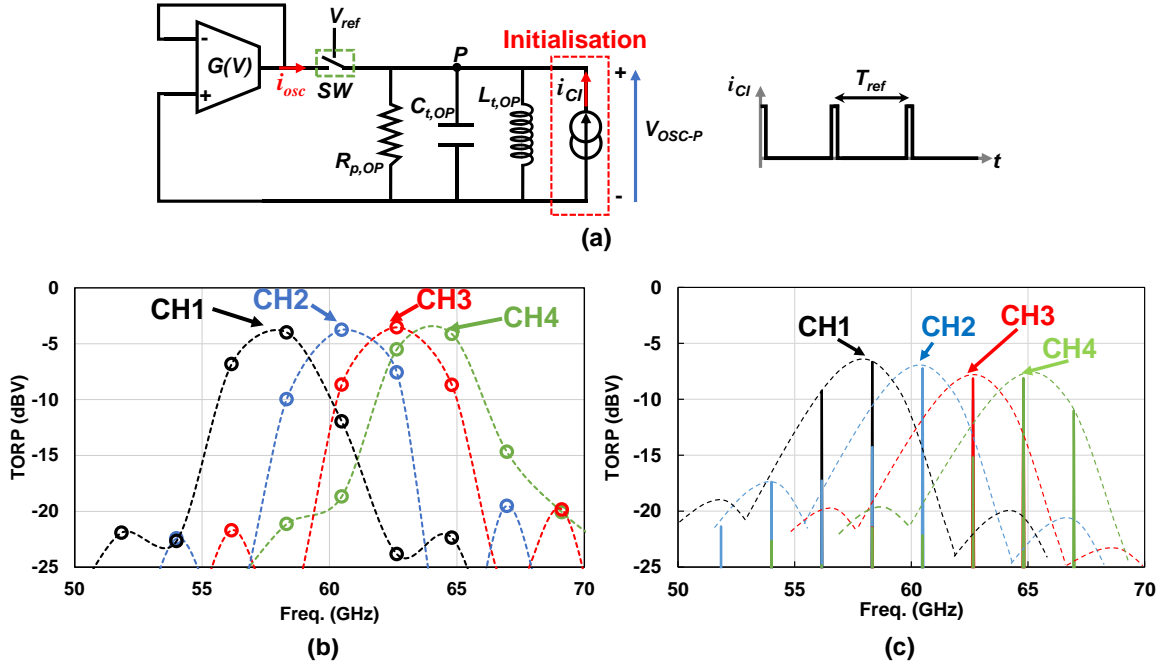 V_ref
Initialisation
-
G(V)
+
i_osc
SW
P
R_p,OP
C_t,OP
L_t,OP
i_CI
+
V_OSC-P
-
i_CI
T_ref
t
(a)
TORP (dBV)
0
-5
-10
-15
-20
-25
50
55
60
65
70
Freq. (GHz)
CH1
CH2
CH3
CH4
(b)
TORP (dBV)
0
-5
-10
-15
-20
-25
50
55
60
65
70
Freq. (GHz)
CH1
CH2
CH3
CH4
(c)